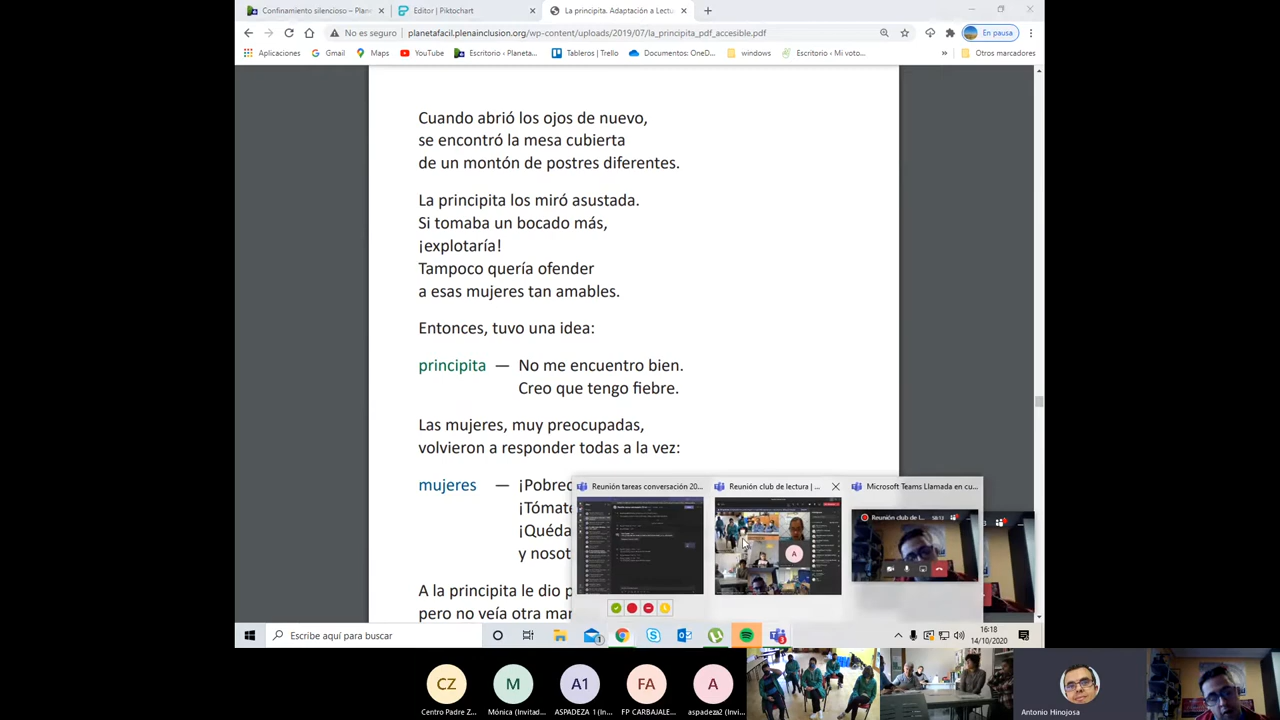 Confinamiento silencioso – Plane
Editor | Piktochart
La principita. Adaptación a Lectu
No es seguro
planetafacil.plenainclusion.org/wp-content/uploads/2019/07/la_principita_pdf_accesible.pdf
En pausa
Aplicaciones
Gmail
Maps
YouTube
Escritorio ‹ Planeta...
Tableros | Trello
Documentos: OneD...
windows
Escritorio ‹ Mi voto...
»
Otros marcadores
Cuando abrió los ojos de nuevo,
se encontró la mesa cubierta
de un montón de postres diferentes.
La principita los miró asustada.
Si tomaba un bocado más,
¡explotaría!
Tampoco quería ofender
a esas mujeres tan amables.
Entonces, tuvo una idea:
principita — No me encuentro bien.
Creo que tengo fiebre.
Las mujeres, muy preocupadas,
volvieron a responder todas a la vez:
mujeres — ¡Pobrec
¡Tómate
¡Quéda
y nosot
A la principita le dio p
pero no veía otra mar
Reunión tareas conversación 20...
Reunión club de lectura | ...
Microsoft Teams Llamada en cu...
Reunión club de l...
58:13
A
Escribe aquí para buscar
16:18
14/10/2020
CZ
Centro Padre Z...
M
Mónica (Invitad...
A1
ASPADEZA 1 (In...
FA
FP CARBAJALE...
A
aspadeza2 (Invi...
Antonio Hinojosa